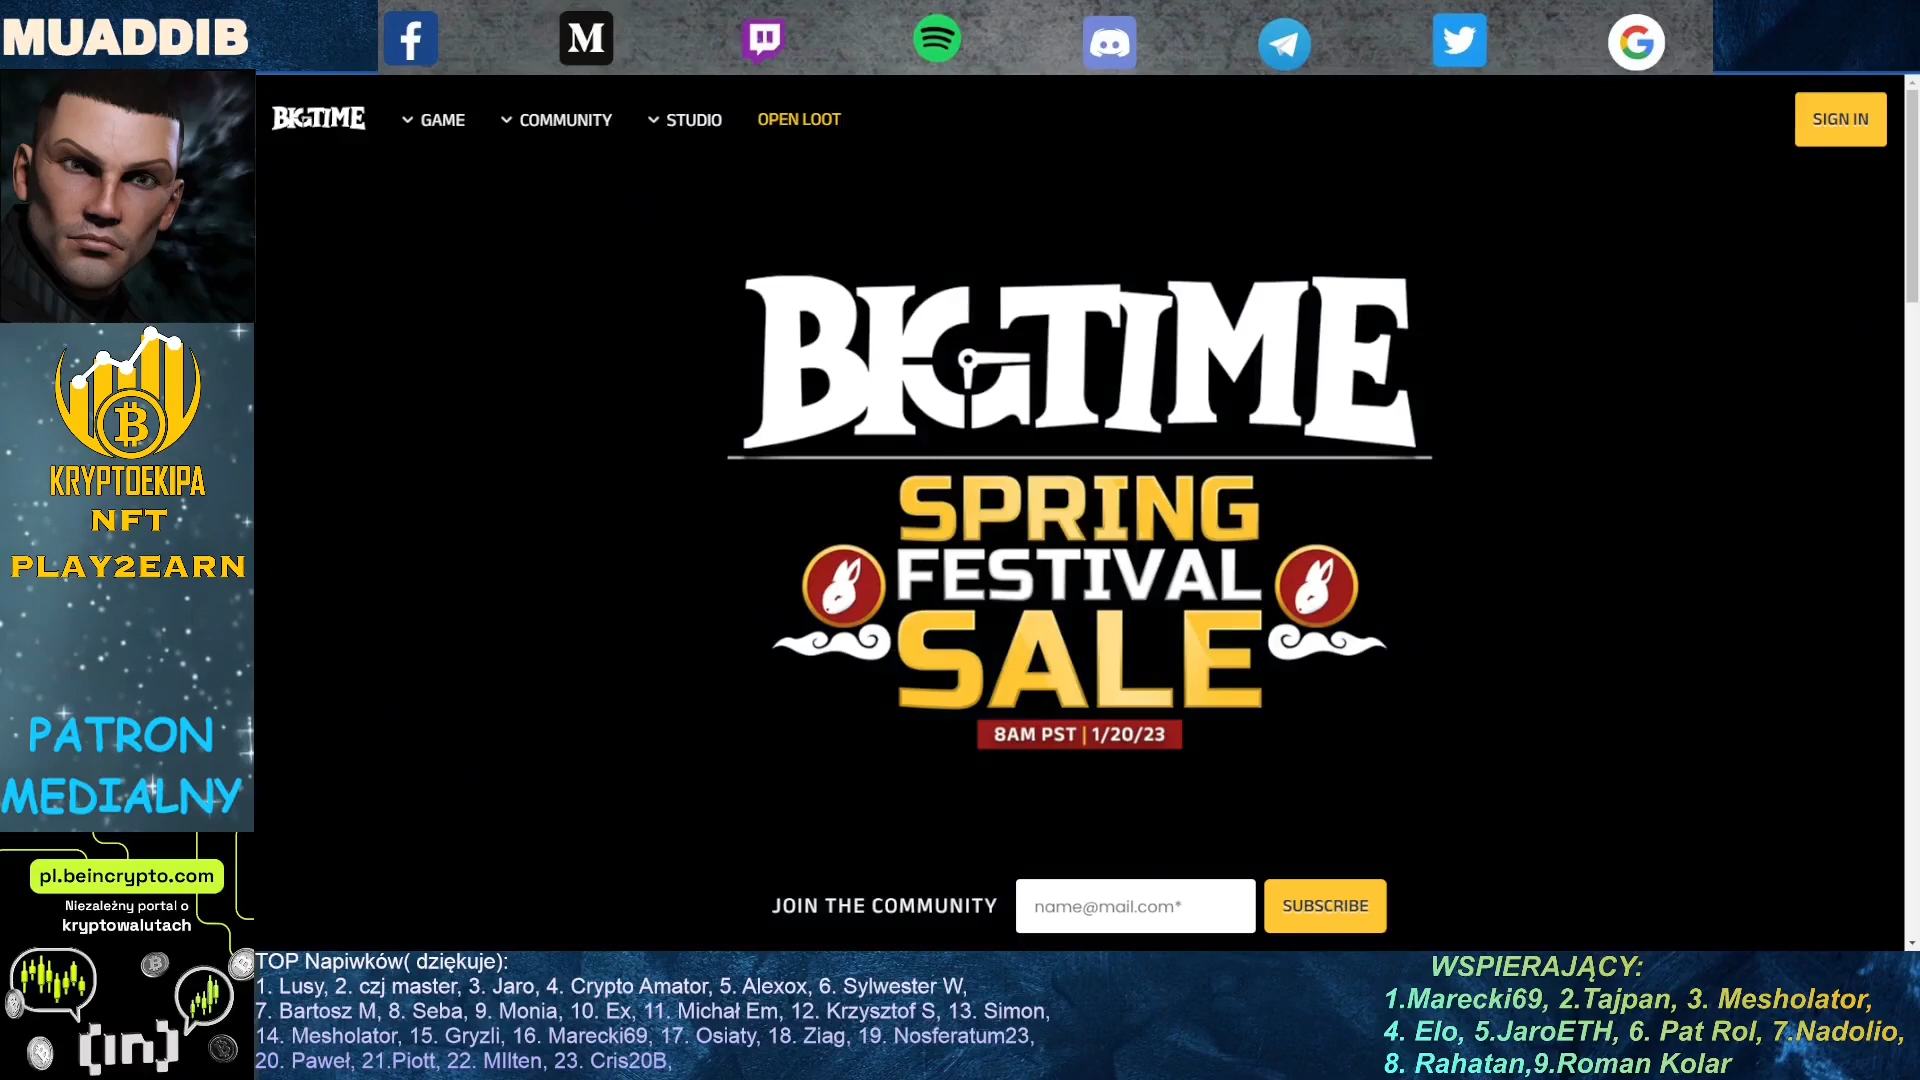 MUADDIB
BIGTIME
GAME
COMMUNITY
STUDIO
OPEN LOOT
SIGN IN
BIGTIME
SPRING
FESTIVAL
SALE
8AM PST | 1/20/23
JOIN THE COMMUNITY
name@mail.com*
SUBSCRIBE
KRYPTOEKIPA
NFT
PLAY2EARN
PATRON
MEDIALNY
pl.beincrypto.com
Niezależny portal o
kryptowalutach
[in]
TOP Napiwków( dziękuje):
1. Lusy, 2. czj master, 3. Jaro, 4. Crypto Amator, 5. Alexox, 6. Sylwester W,
7. Bartosz M, 8. Seba, 9. Monia, 10. Ex, 11. Michał Em, 12. Krzysztof S, 13. Simon,
14. Mesholator, 15. Gryzli, 16. Marecki69, 17. Osiaty, 18. Ziag, 19. Nosferatum23,
20. Paweł, 21.Piott, 22. MIlten, 23. Cris20B,
WSPIERAJĄCY:
1.Marecki69, 2.Tajpan, 3. Mesholator,
4. Elo, 5.JaroETH, 6. Pat Rol, 7.Nadolio,
8. Rahatan,9.Roman Kolar